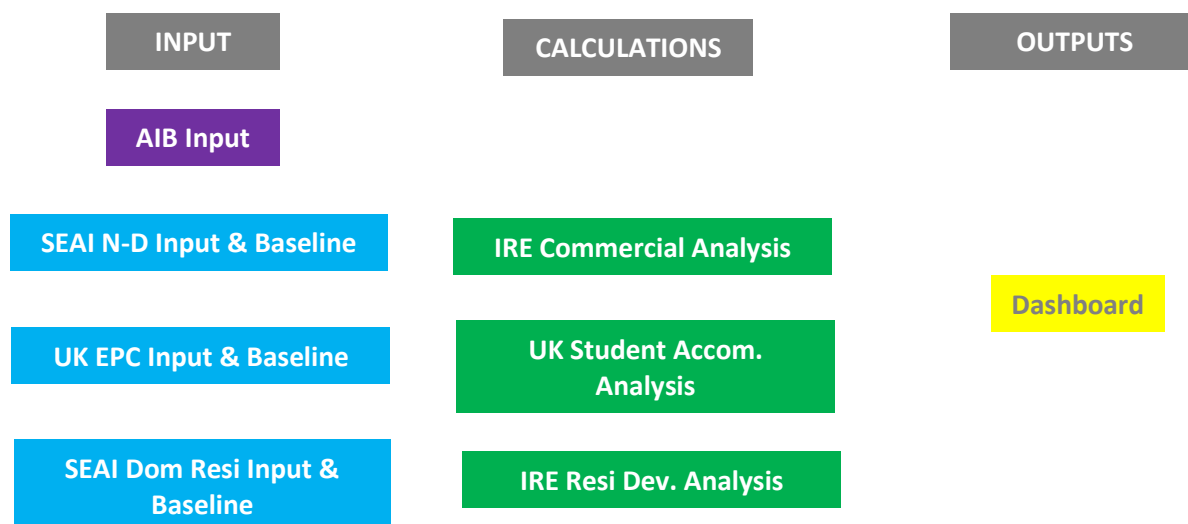 INPUT
CALCULATIONS
OUTPUTS
AIB Input
SEAI N-D Input & Baseline
IRE Commercial Analysis
Dashboard
UK EPC Input & Baseline
UK Student Accom.
Analysis
SEAI Dom Resi Input &
Baseline
IRE Resi Dev. Analysis